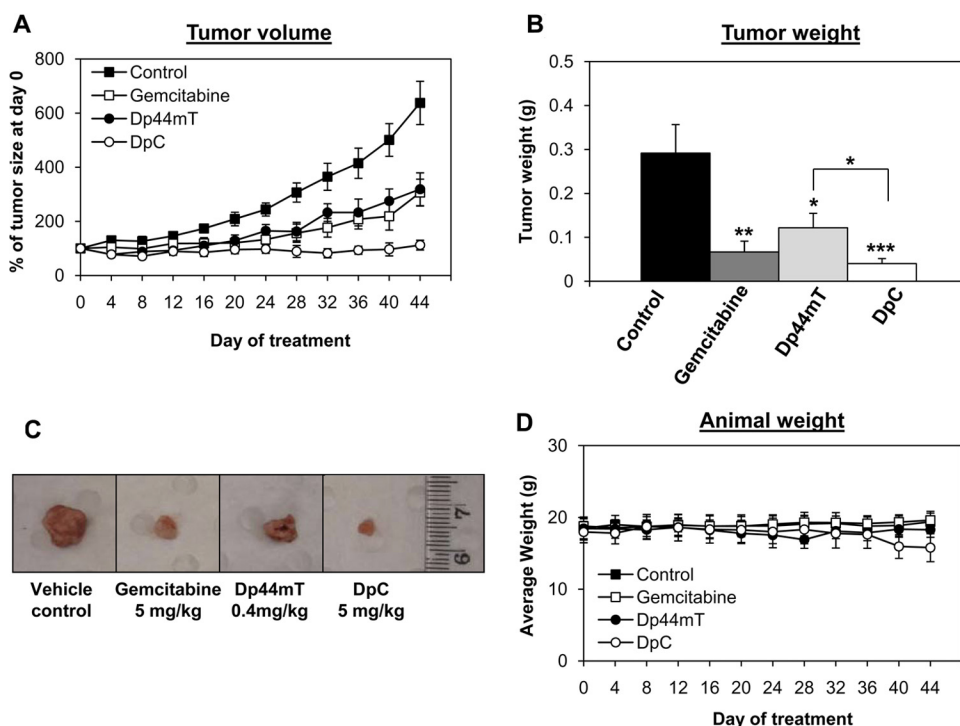 A
Tumor volume
% of tumor size at day 0
800
600
400
200
0
Control
Gemcitabine
Dp44mT
DpC
0 4 8 12 16 20 24 28 32 36 40 44
Day of treatment
B
Tumor weight
Tumor weight (g)
0.5
0.4
0.3
0.2
0.1
0
**
*
*
***
Control
Gemcitabine
Dp44mT
DpC
C
7
6
Vehicle control
Gemcitabine 5 mg/kg
Dp44mT 0.4mg/kg
DpC 5 mg/kg
D
Animal weight
Average Weight (g)
30
20
10
0
Control
Gemcitabine
Dp44mT
DpC
0 4 8 12 16 20 24 28 32 36 40 44
Day of treatment